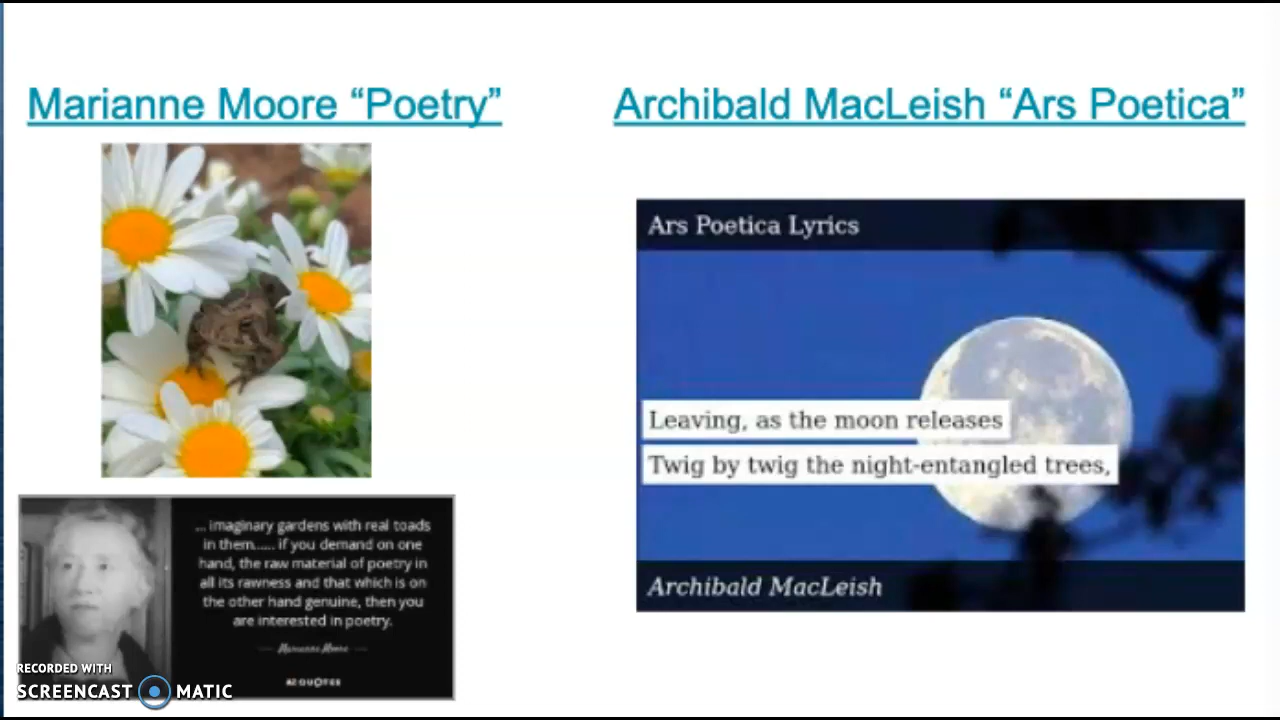 Marianne Moore “Poetry”
Archibald MacLeish “Ars Poetica”
Ars Poetica Lyrics
Leaving, as the moon releases
Twig by twig the night-entangled trees,
Archibald MacLeish
... imaginary gardens with real toads
in them...... if you demand on one
hand, the raw material of poetry in
all its rawness and that which is on
the other hand genuine, then you
are interested in poetry.
Marianne Moore
AZ QUOTES
RECORDED WITH
SCREENCAST MATIC